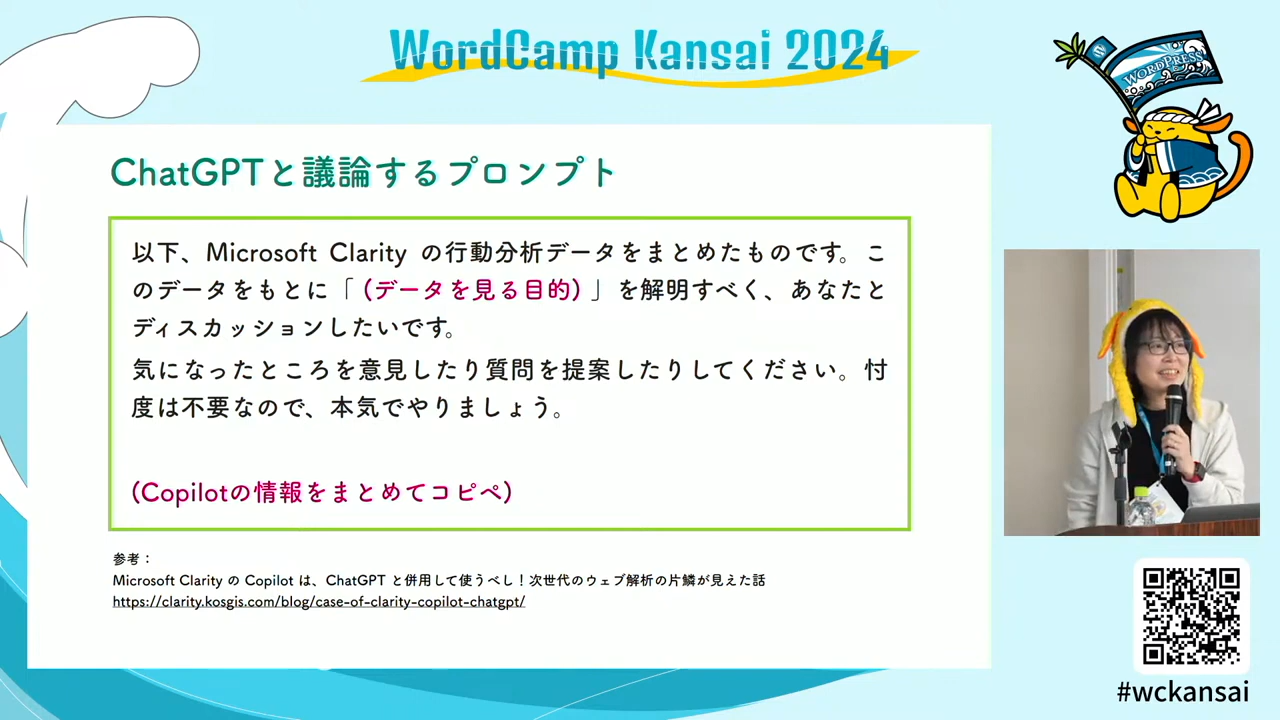 WordCamp Kansai 2024
WORDPRESS
ChatGPTと議論するプロンプト
以下、Microsoft Clarity の行動分析データをまとめたものです。こ
のデータをもとに「（データを見る目的）」を解明すべく、あなたと
ディスカッションしたいです。
気になったところを意見したり質問を提案したりしてください。忖
度は不要なので、本気でやりましょう。
（Copilotの情報をまとめてコピペ）
参考：
Microsoft Clarity の Copilot は、ChatGPT と併用して使うべし！次世代のウェブ解析の片鱗が見えた話
https://clarity.kosgis.com/blog/case-of-clarity-copilot-chatgpt/
#wckansai